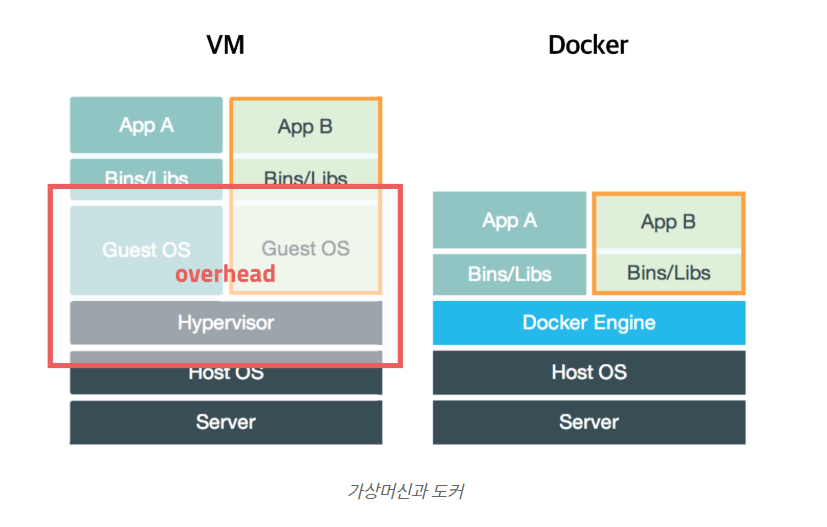 VM
Docker
App A
App B
Bins/Libs
Bins/Libs
Guest OS
Guest OS
overhead
Hypervisor
Host OS
Server
App A
App B
Bins/Libs
Bins/Libs
Docker Engine
Host OS
Server
가상머신과 도커